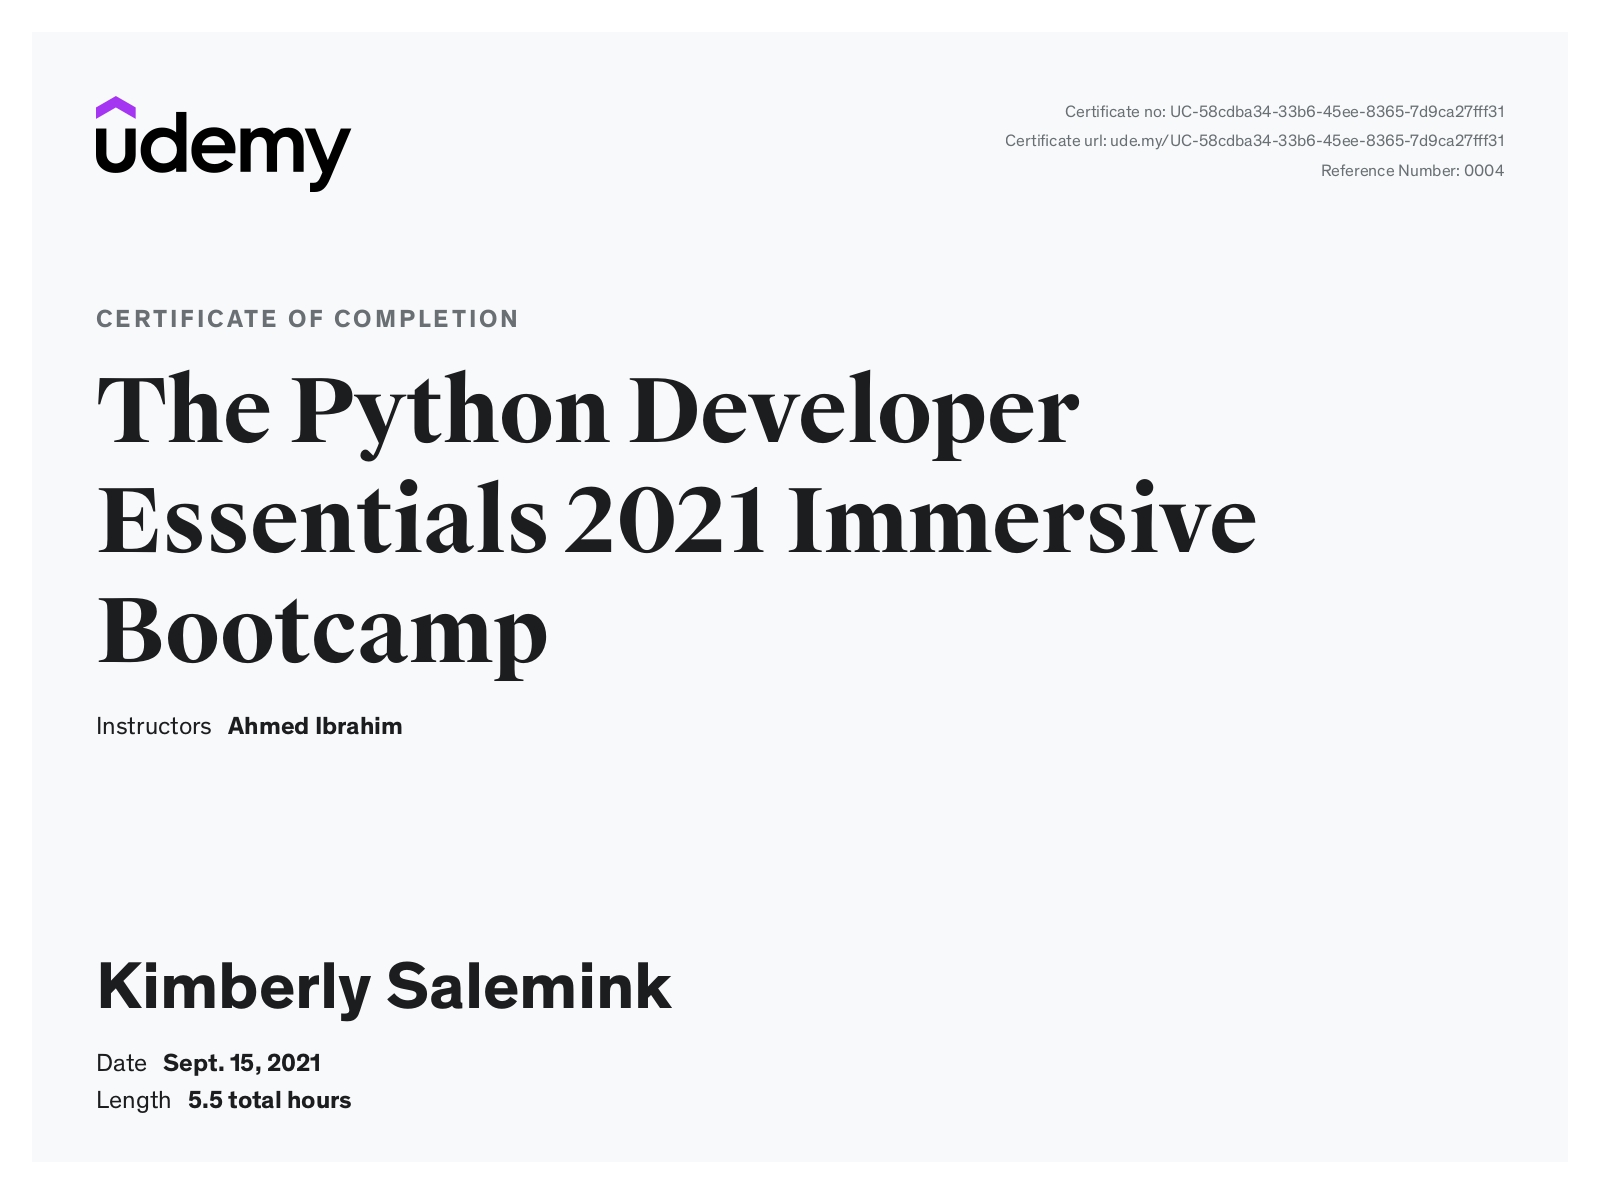 udemy
Certificate no: UC-58cdba34-33b6-45ee-8365-7d9ca27fff31
Certificate url: ude.my/UC-58cdba34-33b6-45ee-8365-7d9ca27fff31
Reference Number: 0004
CERTIFICATE OF COMPLETION
The Python Developer
Essentials 2021 Immersive
Bootcamp
Instructors Ahmed Ibrahim
Kimberly Salemink
Date Sept. 15, 2021
Length 5.5 total hours